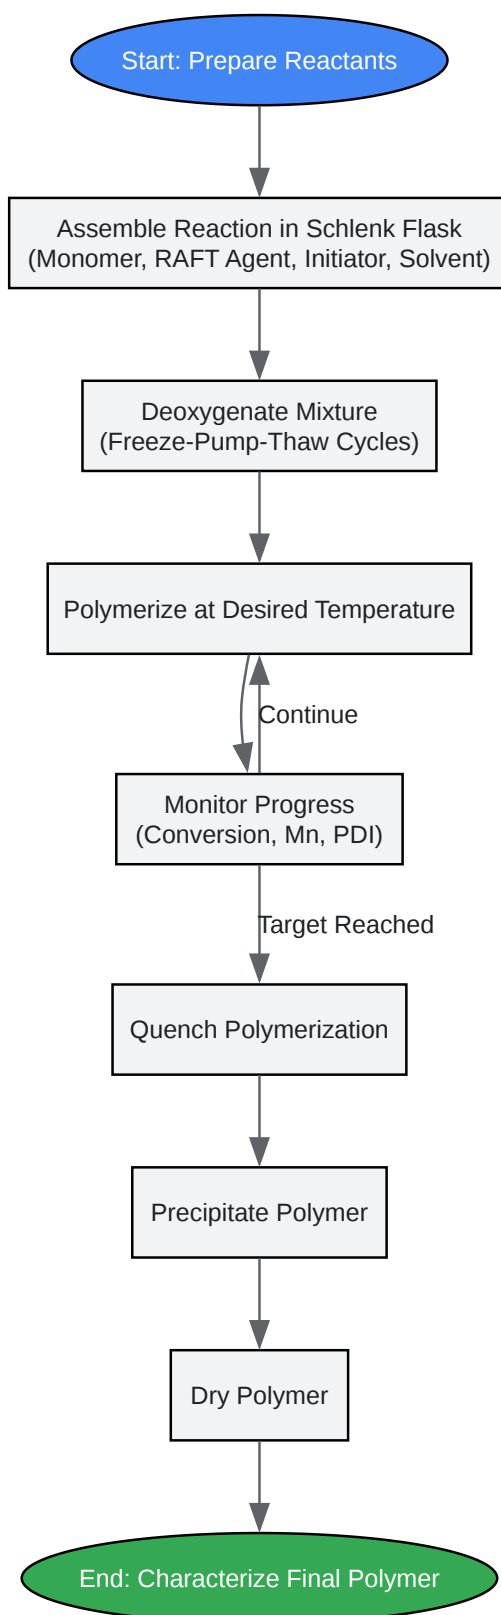 Start: Prepare Reactants
Assemble Reaction in Schlenk Flask
(Monomer, RAFT Agent, Initiator, Solvent)
Deoxygenate Mixture
(Freeze-Pump-Thaw Cycles)
Polymerize at Desired Temperature
Continue
Monitor Progress
(Conversion, Mn, PDI)
Target Reached
Quench Polymerization
Precipitate Polymer
Dry Polymer
End: Characterize Final Polymer